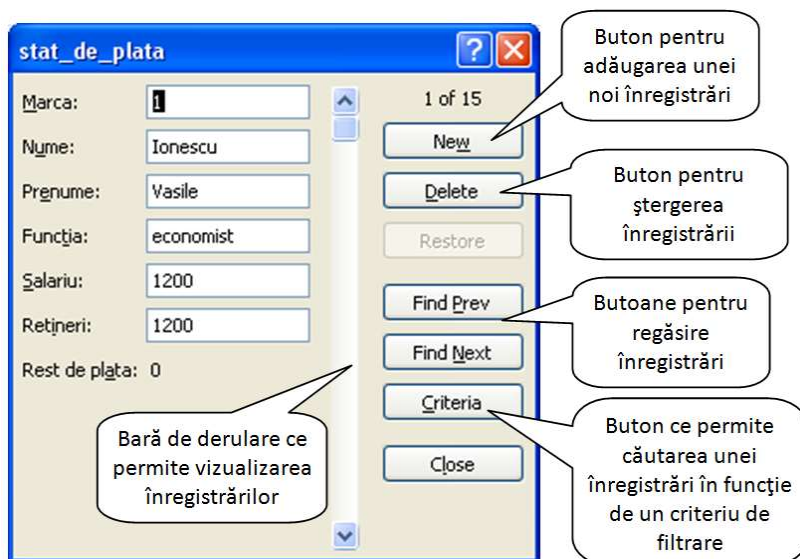 stat_de_plata
Marca: 1
Nume: Ionescu
Prenume: Vasile
Funcția: economist
Salariu: 1200
Rețineri: 1200
Rest de plata: 0
1 of 15
New
Delete
Restore
Find Prev
Find Next
Criteria
Close
Buton pentru
adăugarea unei
noi înregistrări
Buton pentru
ştergerea
înregistrării
Butoane pentru
regăsire
înregistrări
Buton ce permite
căutarea unei
înregistrări în funcţie
de un criteriu de
filtrare
Bară de derulare ce
permite vizualizarea
înregistrărilor